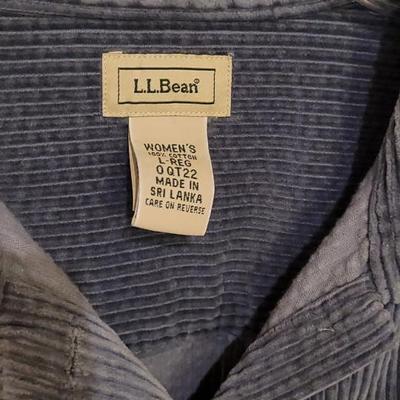 L.L.Bean®
WOMEN'S
100% COTTON
L-REG
0 QT22
MADE IN
SRI LANKA
CARE ON REVERSE